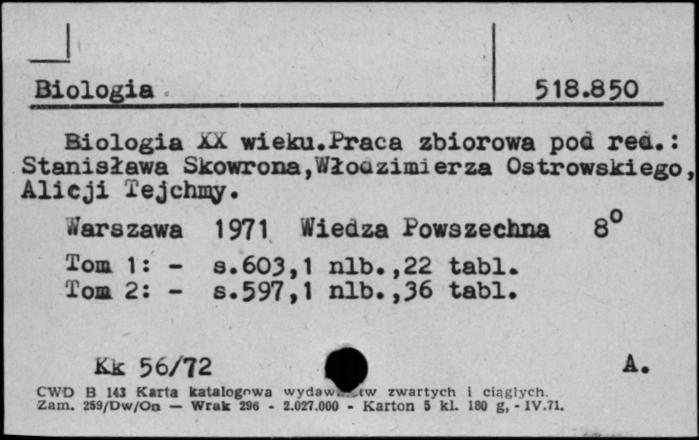 Biologia 518.850
Biologia XX wieku.Praca zbiorowa pod red.:
Stanisława Skowrona,Włodzimierza Ostrowskiego,
Alicji Tejchmy.
Warszawa 1971 Wiedza Powszechna 8⁰
Tom 1: - s.603,1 nlb.,22 tabl.
Tom 2: - s.597,1 nlb.,36 tabl.
Kk 56/72 A.
CWD B 143 Karta katalogowa zwartych i ciągłych.
Zam. 259/Dw/On — Wrak 296 - 2.027.000 - Karton 5 kl. 180 g, - IV.71.